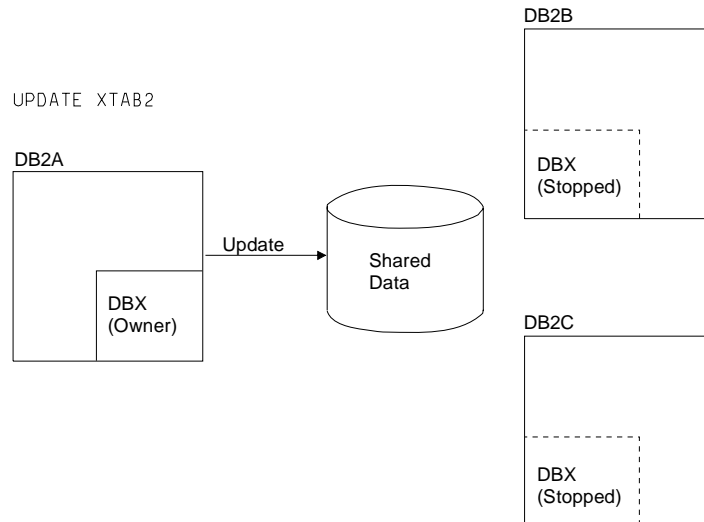 UPDATE XTAB2
DB2A
DBX
(Owner)
Update
Shared
Data
DB2B
DBX
(Stopped)
DB2C
DBX
(Stopped)